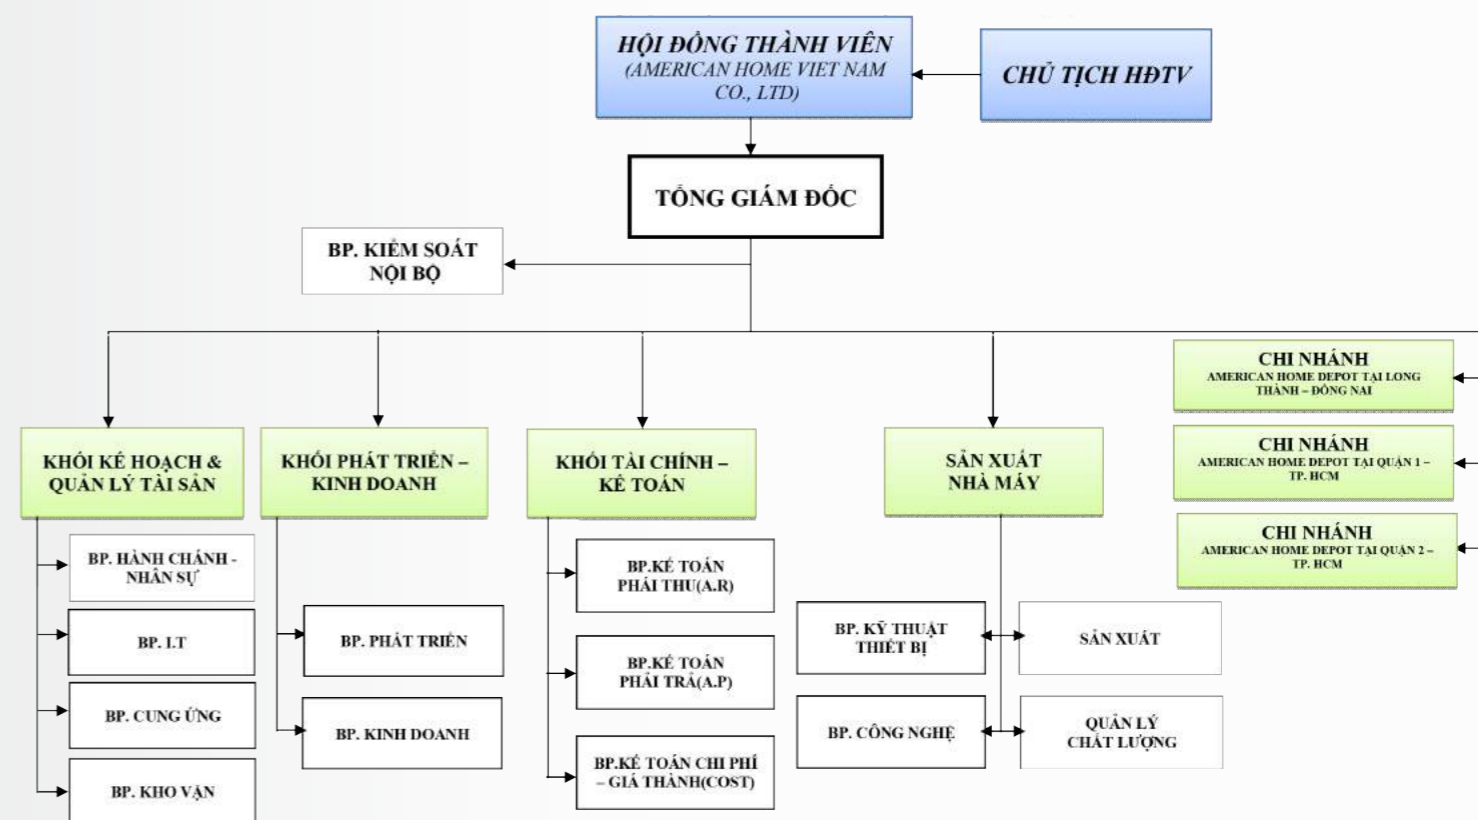 HỘI ĐỒNG THÀNH VIÊN
(AMERICAN HOME VIET NAM
CO., LTD)
CHỦ TỊCH HĐTV
TỔNG GIÁM ĐỐC
BP. KIỂM SOÁT
NỘI BỘ
CHI NHÁNH
AMERICAN HOME DEPOT TẠI LONG
THÀNH – ĐỒNG NAI
CHI NHÁNH
AMERICAN HOME DEPOT TẠI QUẬN 1 –
TP. HCM
CHI NHÁNH
AMERICAN HOME DEPOT TẠI QUẬN 2 –
TP. HCM
KHỐI KẾ HOẠCH &
QUẢN LÝ TÀI SẢN
KHỐI PHÁT TRIỂN –
KINH DOANH
KHỐI TÀI CHÍNH –
KẾ TOÁN
SẢN XUẤT
NHÀ MÁY
BP. HÀNH CHÁNH -
NHÂN SỰ
BP. I.T
BP. CUNG ỨNG
BP. KHO VẬN
BP. PHÁT TRIỂN
BP. KINH DOANH
BP.KẾ TOÁN
PHẢI THU(A.R)
BP.KẾ TOÁN
PHẢI TRẢ(A.P)
BP.KẾ TOÁN CHI PHÍ
– GIÁ THÀNH(COST)
BP. KỸ THUẬT
THIẾT BỊ
SẢN XUẤT
BP. CÔNG NGHỆ
QUẢN LÝ
CHẤT LƯỢNG